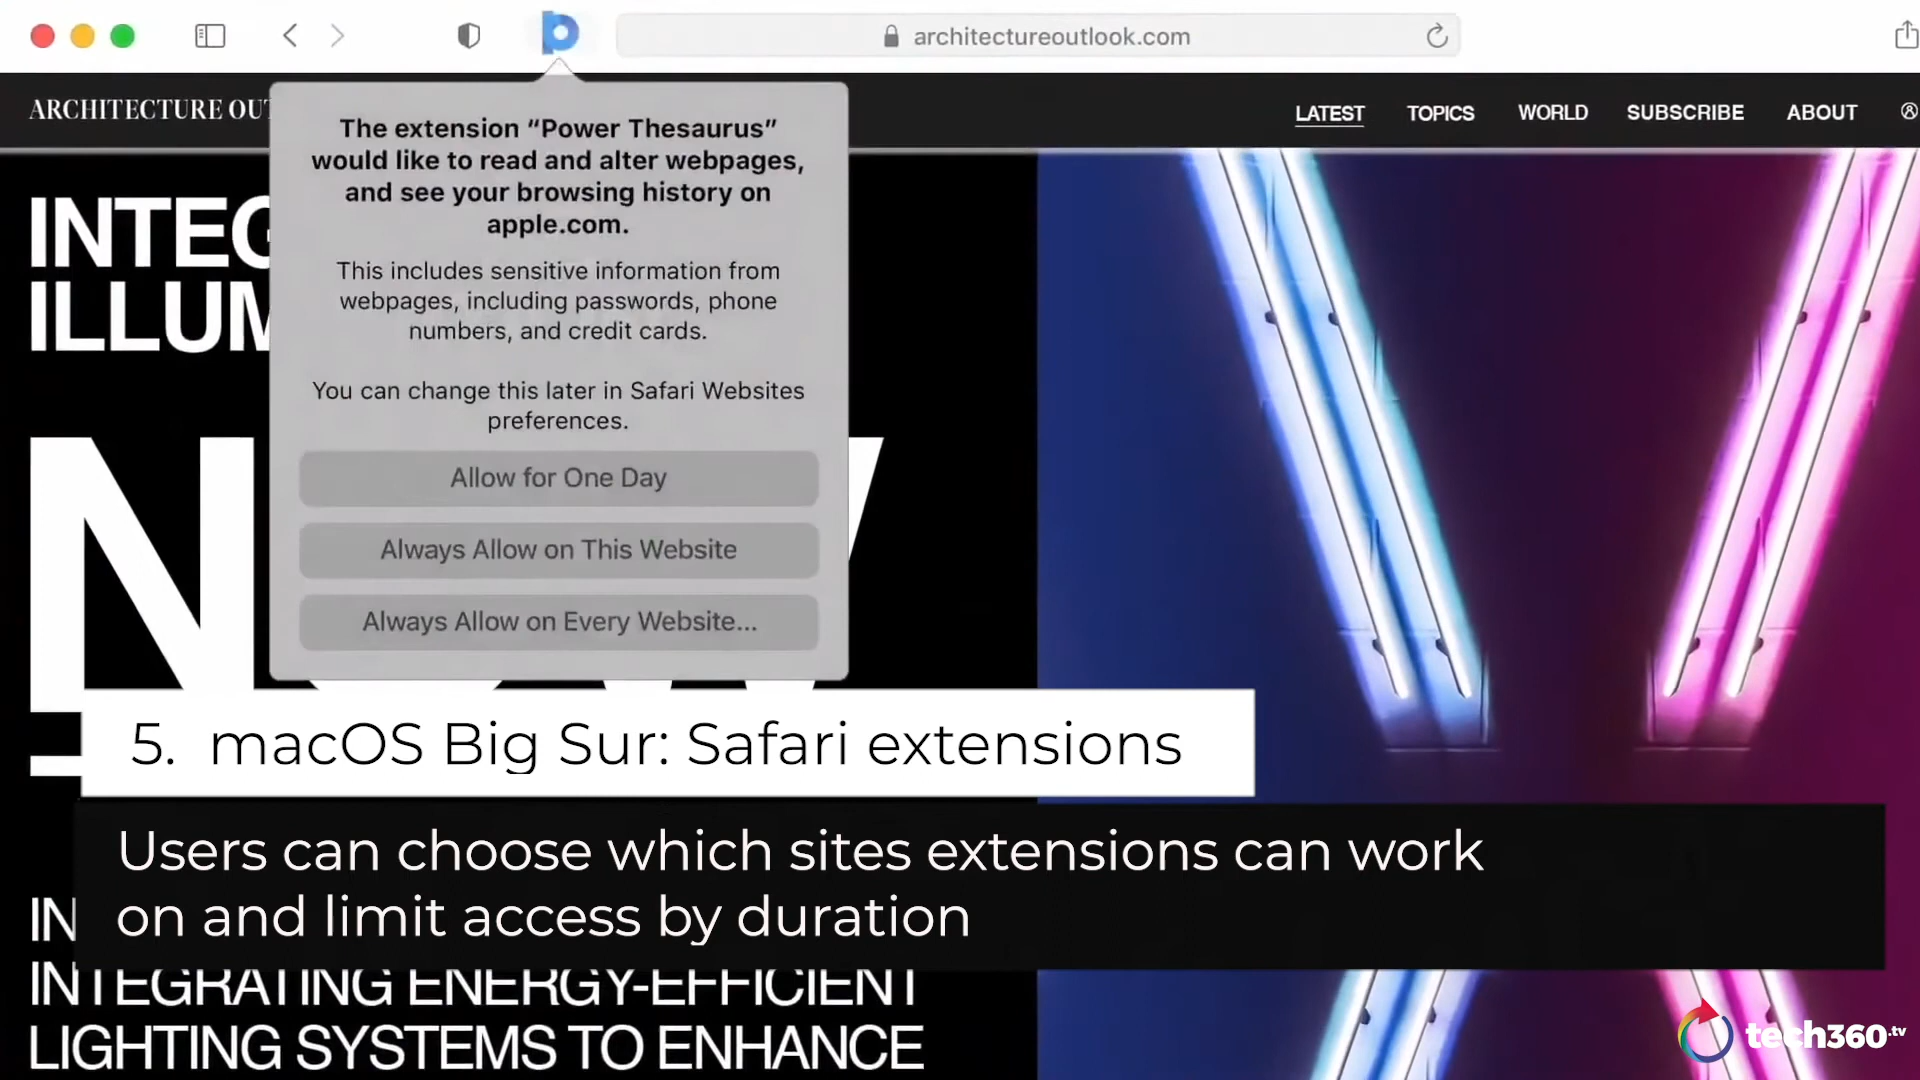 architectureoutlook.com
ARCHITECTURE OUT
LATEST TOPICS WORLD SUBSCRIBE ABOUT
The extension “Power Thesaurus”
would like to read and alter webpages,
and see your browsing history on
apple.com.
This includes sensitive information from
webpages, including passwords, phone
numbers, and credit cards.
You can change this later in Safari Websites
preferences.
Allow for One Day
Always Allow on This Website
Always Allow on Every Website...
INTEG
ILLUM
5. macOS Big Sur: Safari extensions
Users can choose which sites extensions can work
on and limit access by duration
IN
INTEGRATING ENERGY-EFFICIENT
LIGHTING SYSTEMS TO ENHANCE
tech360.tv